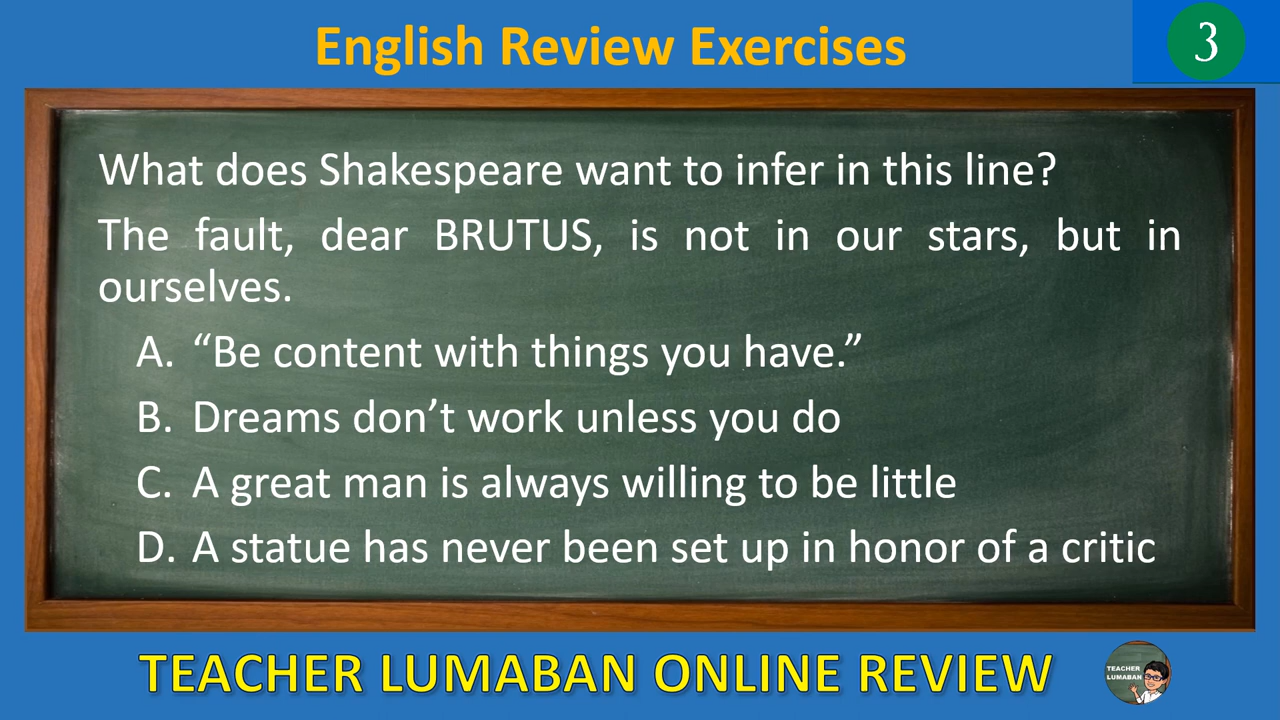 English Review Exercises
3
What does Shakespeare want to infer in this line?
The fault, dear BRUTUS, is not in our stars, but in
ourselves.
A. “Be content with things you have.”
B. Dreams don’t work unless you do
C. A great man is always willing to be little
D. A statue has never been set up in honor of a critic
TEACHER LUMABAN ONLINE REVIEW
TEACHER
LUMABAN